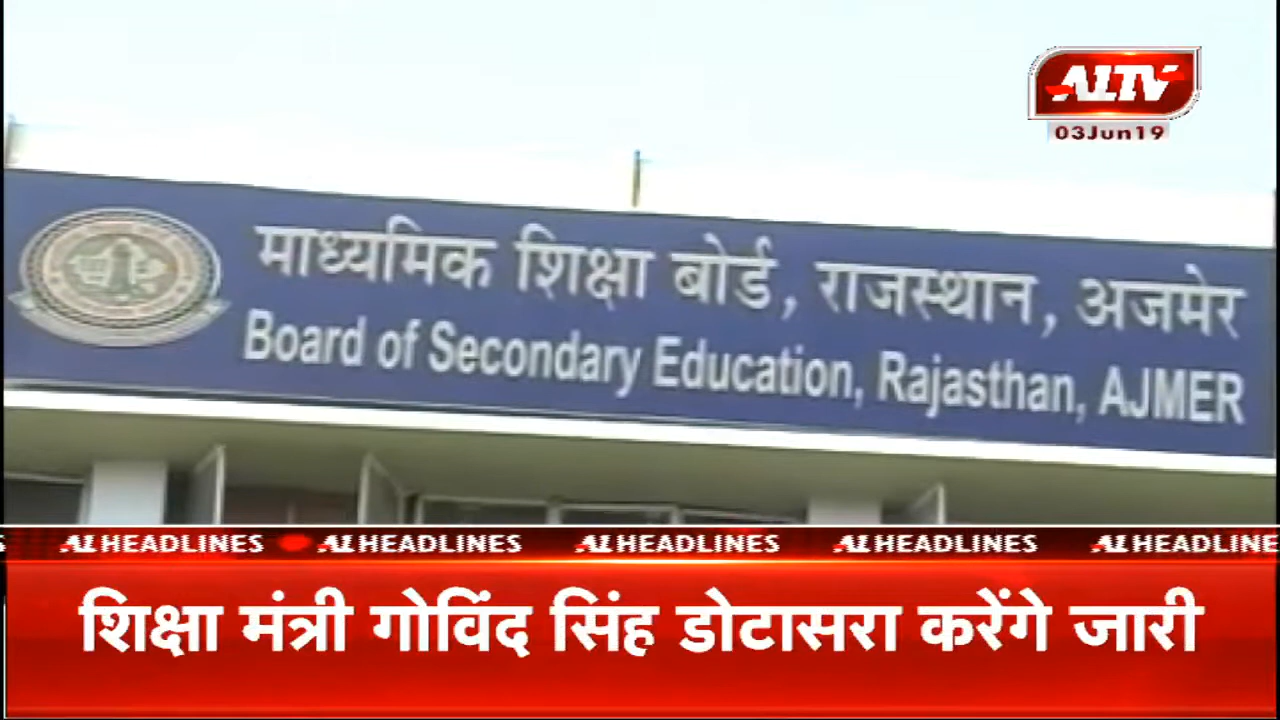 ALTV
03Jun19
माध्यमिक शिक्षा बोर्ड, राजस्थान, अजमेर
Board of Secondary Education, Rajasthan, AJMER
AL HEADLINES AL HEADLINES AL HEADLINES AL HEADLINES AL HEADLINE
शिक्षा मंत्री गोविंद सिंह डोटासरा करेंगे जारी